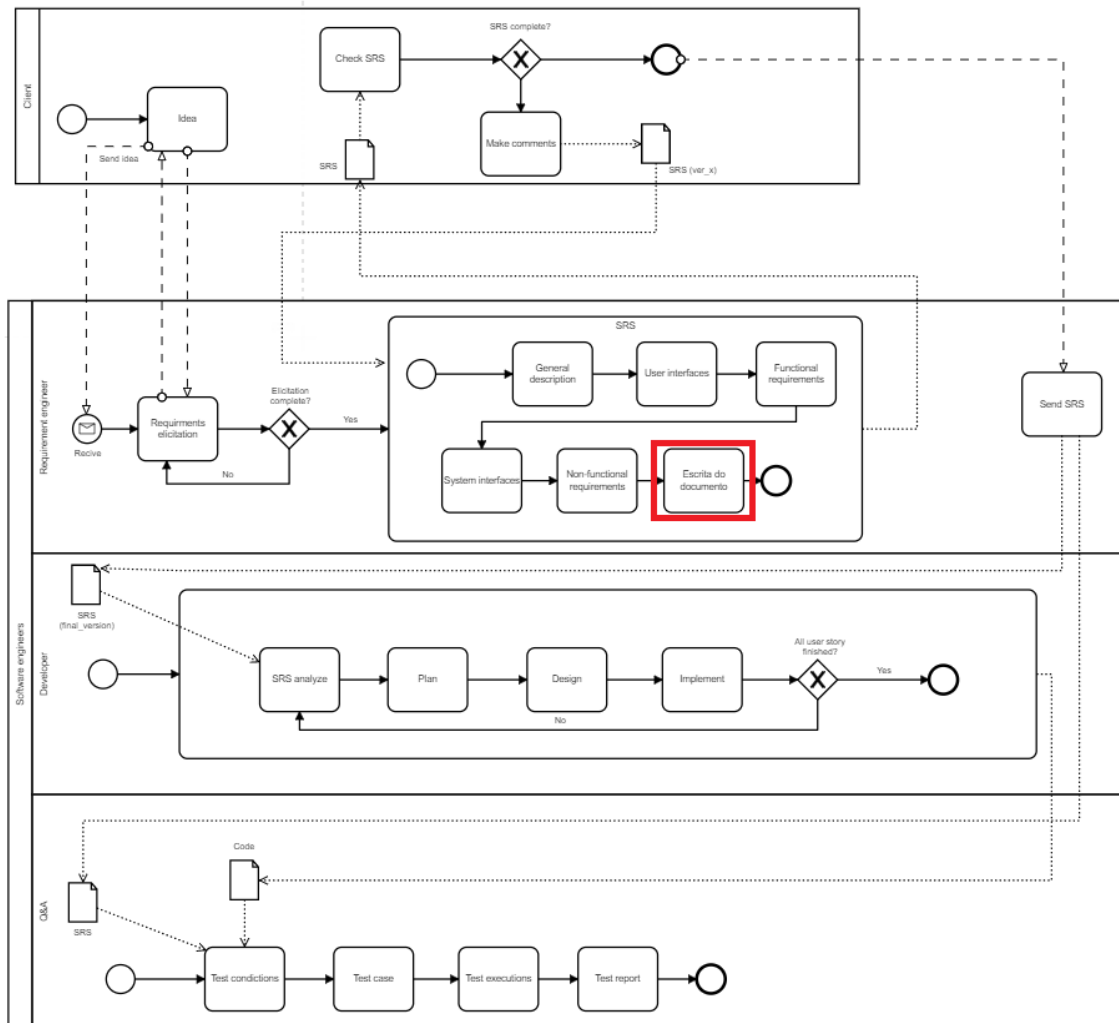 Client
SRS complete?
Check SRS
Idea
Make comments
Send idea
SRS
SRS (ver_x)
Software engineers
Requirement engineer
SRS
General
description
User interfaces
Functional
requirements
Elicitation
complete?
Requirments
elicitation
Yes
Send SRS
Recive
No
System interfaces
Non-functional
requirements
Escrita do
documento
Developer
SRS
(final_version)
All user story
finished?
SRS analyze
Plan
Design
Implement
Yes
No
Q&A
Code
SRS
Test condictions
Test case
Test executions
Test report